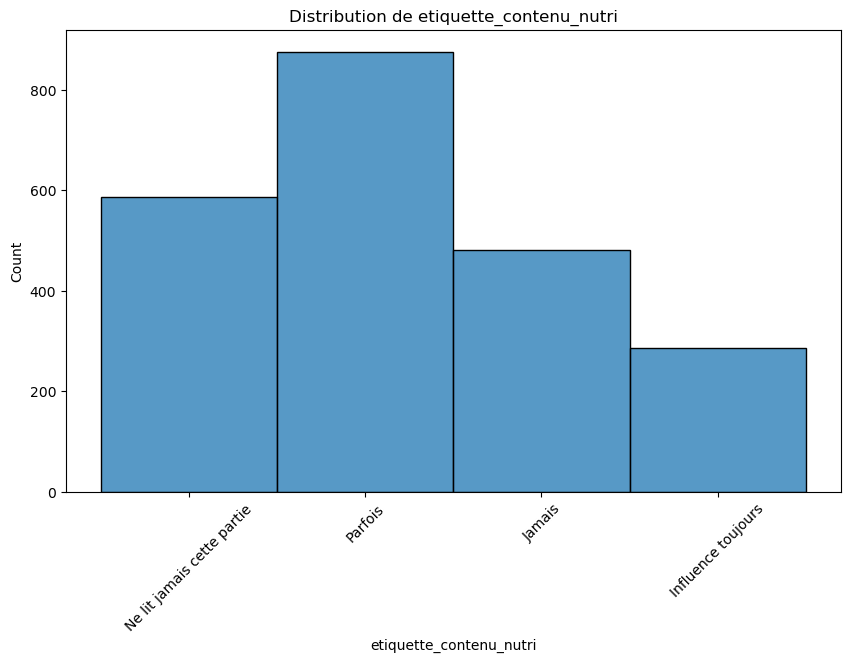 Distribution de etiquette_contenu_nutri
Count
800
600
400
200
0
Ne lit jamais cette partie
Parfois
Jamais
Influence toujours
etiquette_contenu_nutri